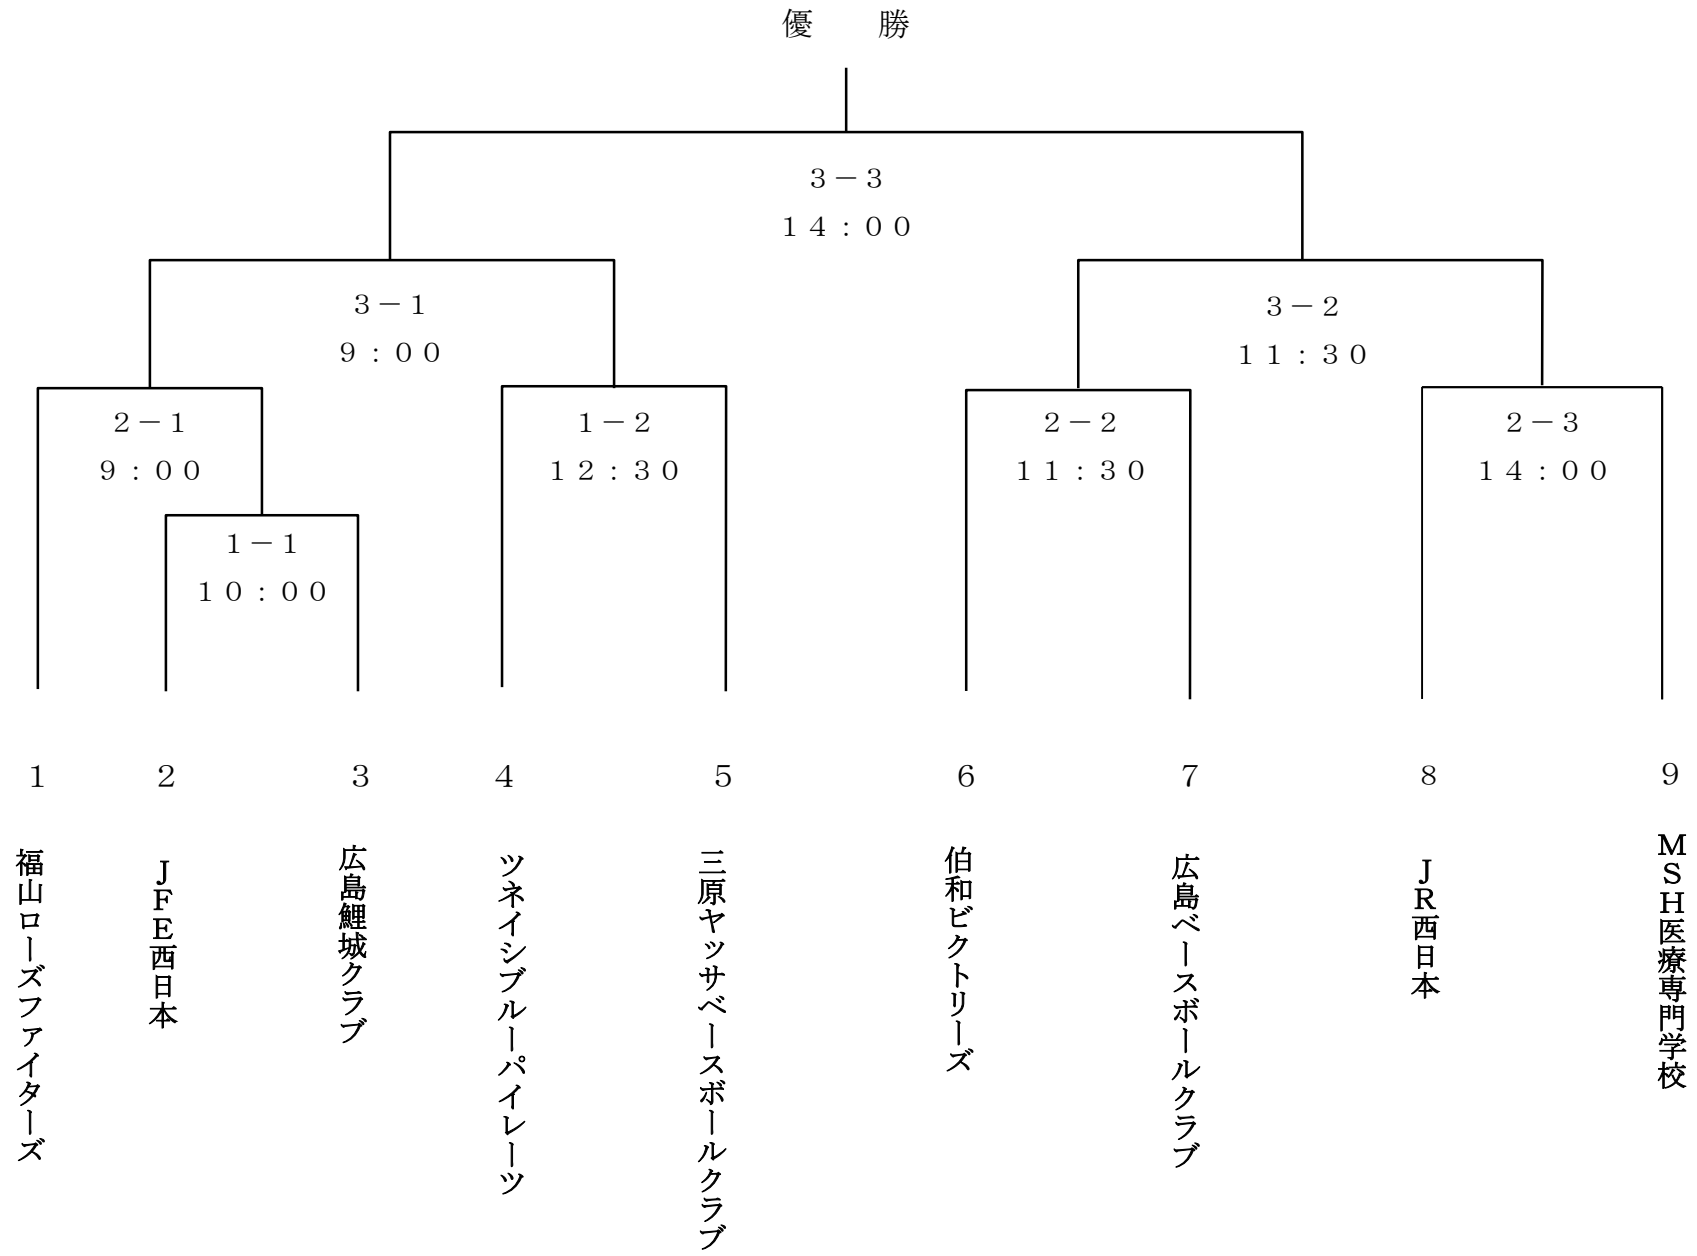 優　　勝
３－３
１４：００
３－１
９：００
３－２
１１：３０
２－１
９：００
１－２
１２：３０
２－２
１１：３０
２－３
１４：００
１－１
１０：００
１
２
３
４
５
６
７
８
９
福山ローズファイターズ
ＪＦＥ西日本
広島鯉城クラブ
ツネイシブルーパイレーツ
三原ヤッサベースボールクラブ
伯和ビクトリーズ
広島ベースボールクラブ
ＪＲ西日本
ＭＳＨ医療専門学校